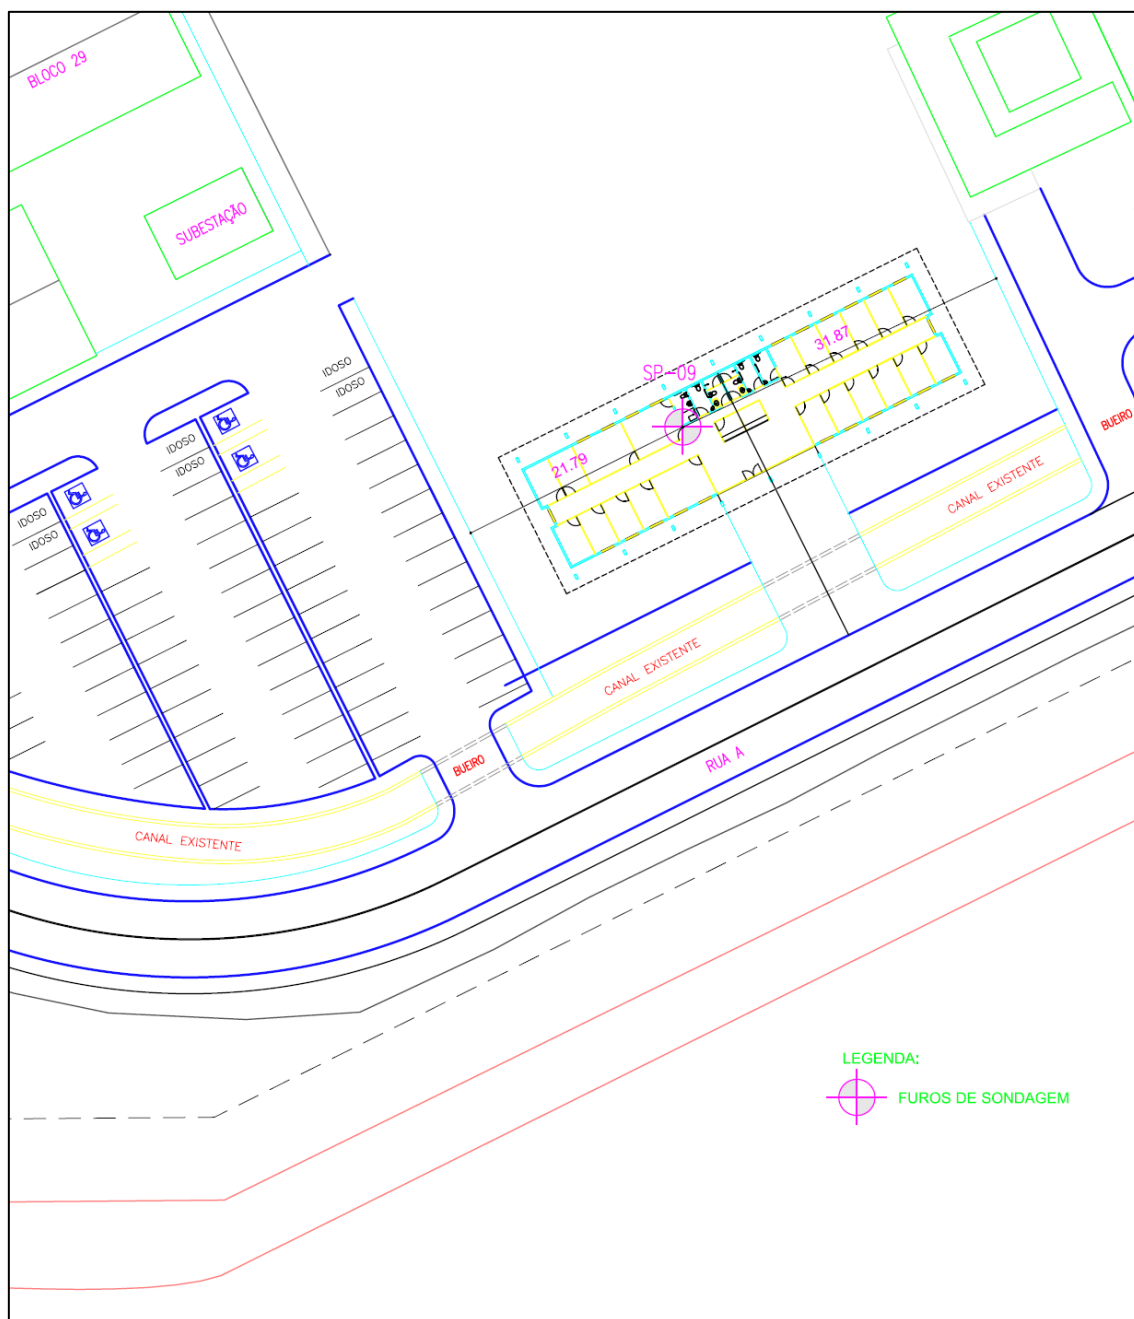 BLOCO 29
SUBESTAÇÃO
IDOSO
IDOSO
IDOSO
IDOSO
IDOSO
IDOSO
SP-09
31.87
21.79
BUEIRO
CANAL EXISTENTE
CANAL EXISTENTE
RUA A
BUEIRO
CANAL EXISTENTE
LEGENDA:
FUROS DE SONDAGEM